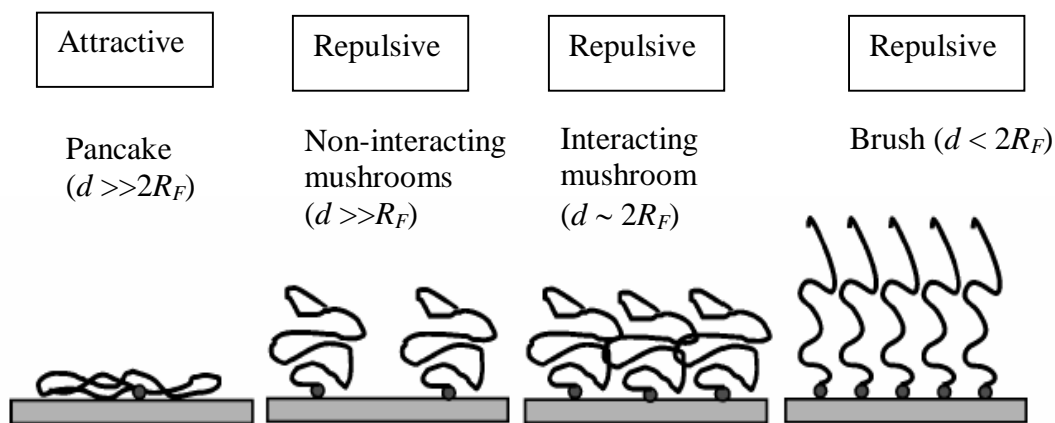 Attractive
Repulsive
Repulsive
Repulsive
Pancake
(d >>2R_F)
Non-interacting
mushrooms
(d >>R_F)
Interacting
mushroom
(d ~ 2R_F)
Brush (d < 2R_F)